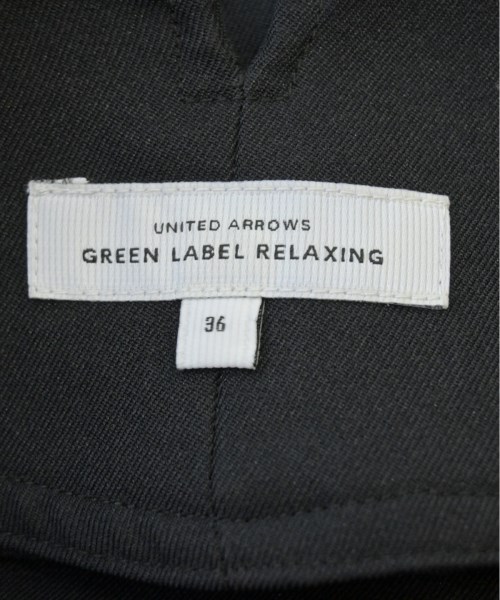 UNITED ARROWS
GREEN LABEL RELAXING
36